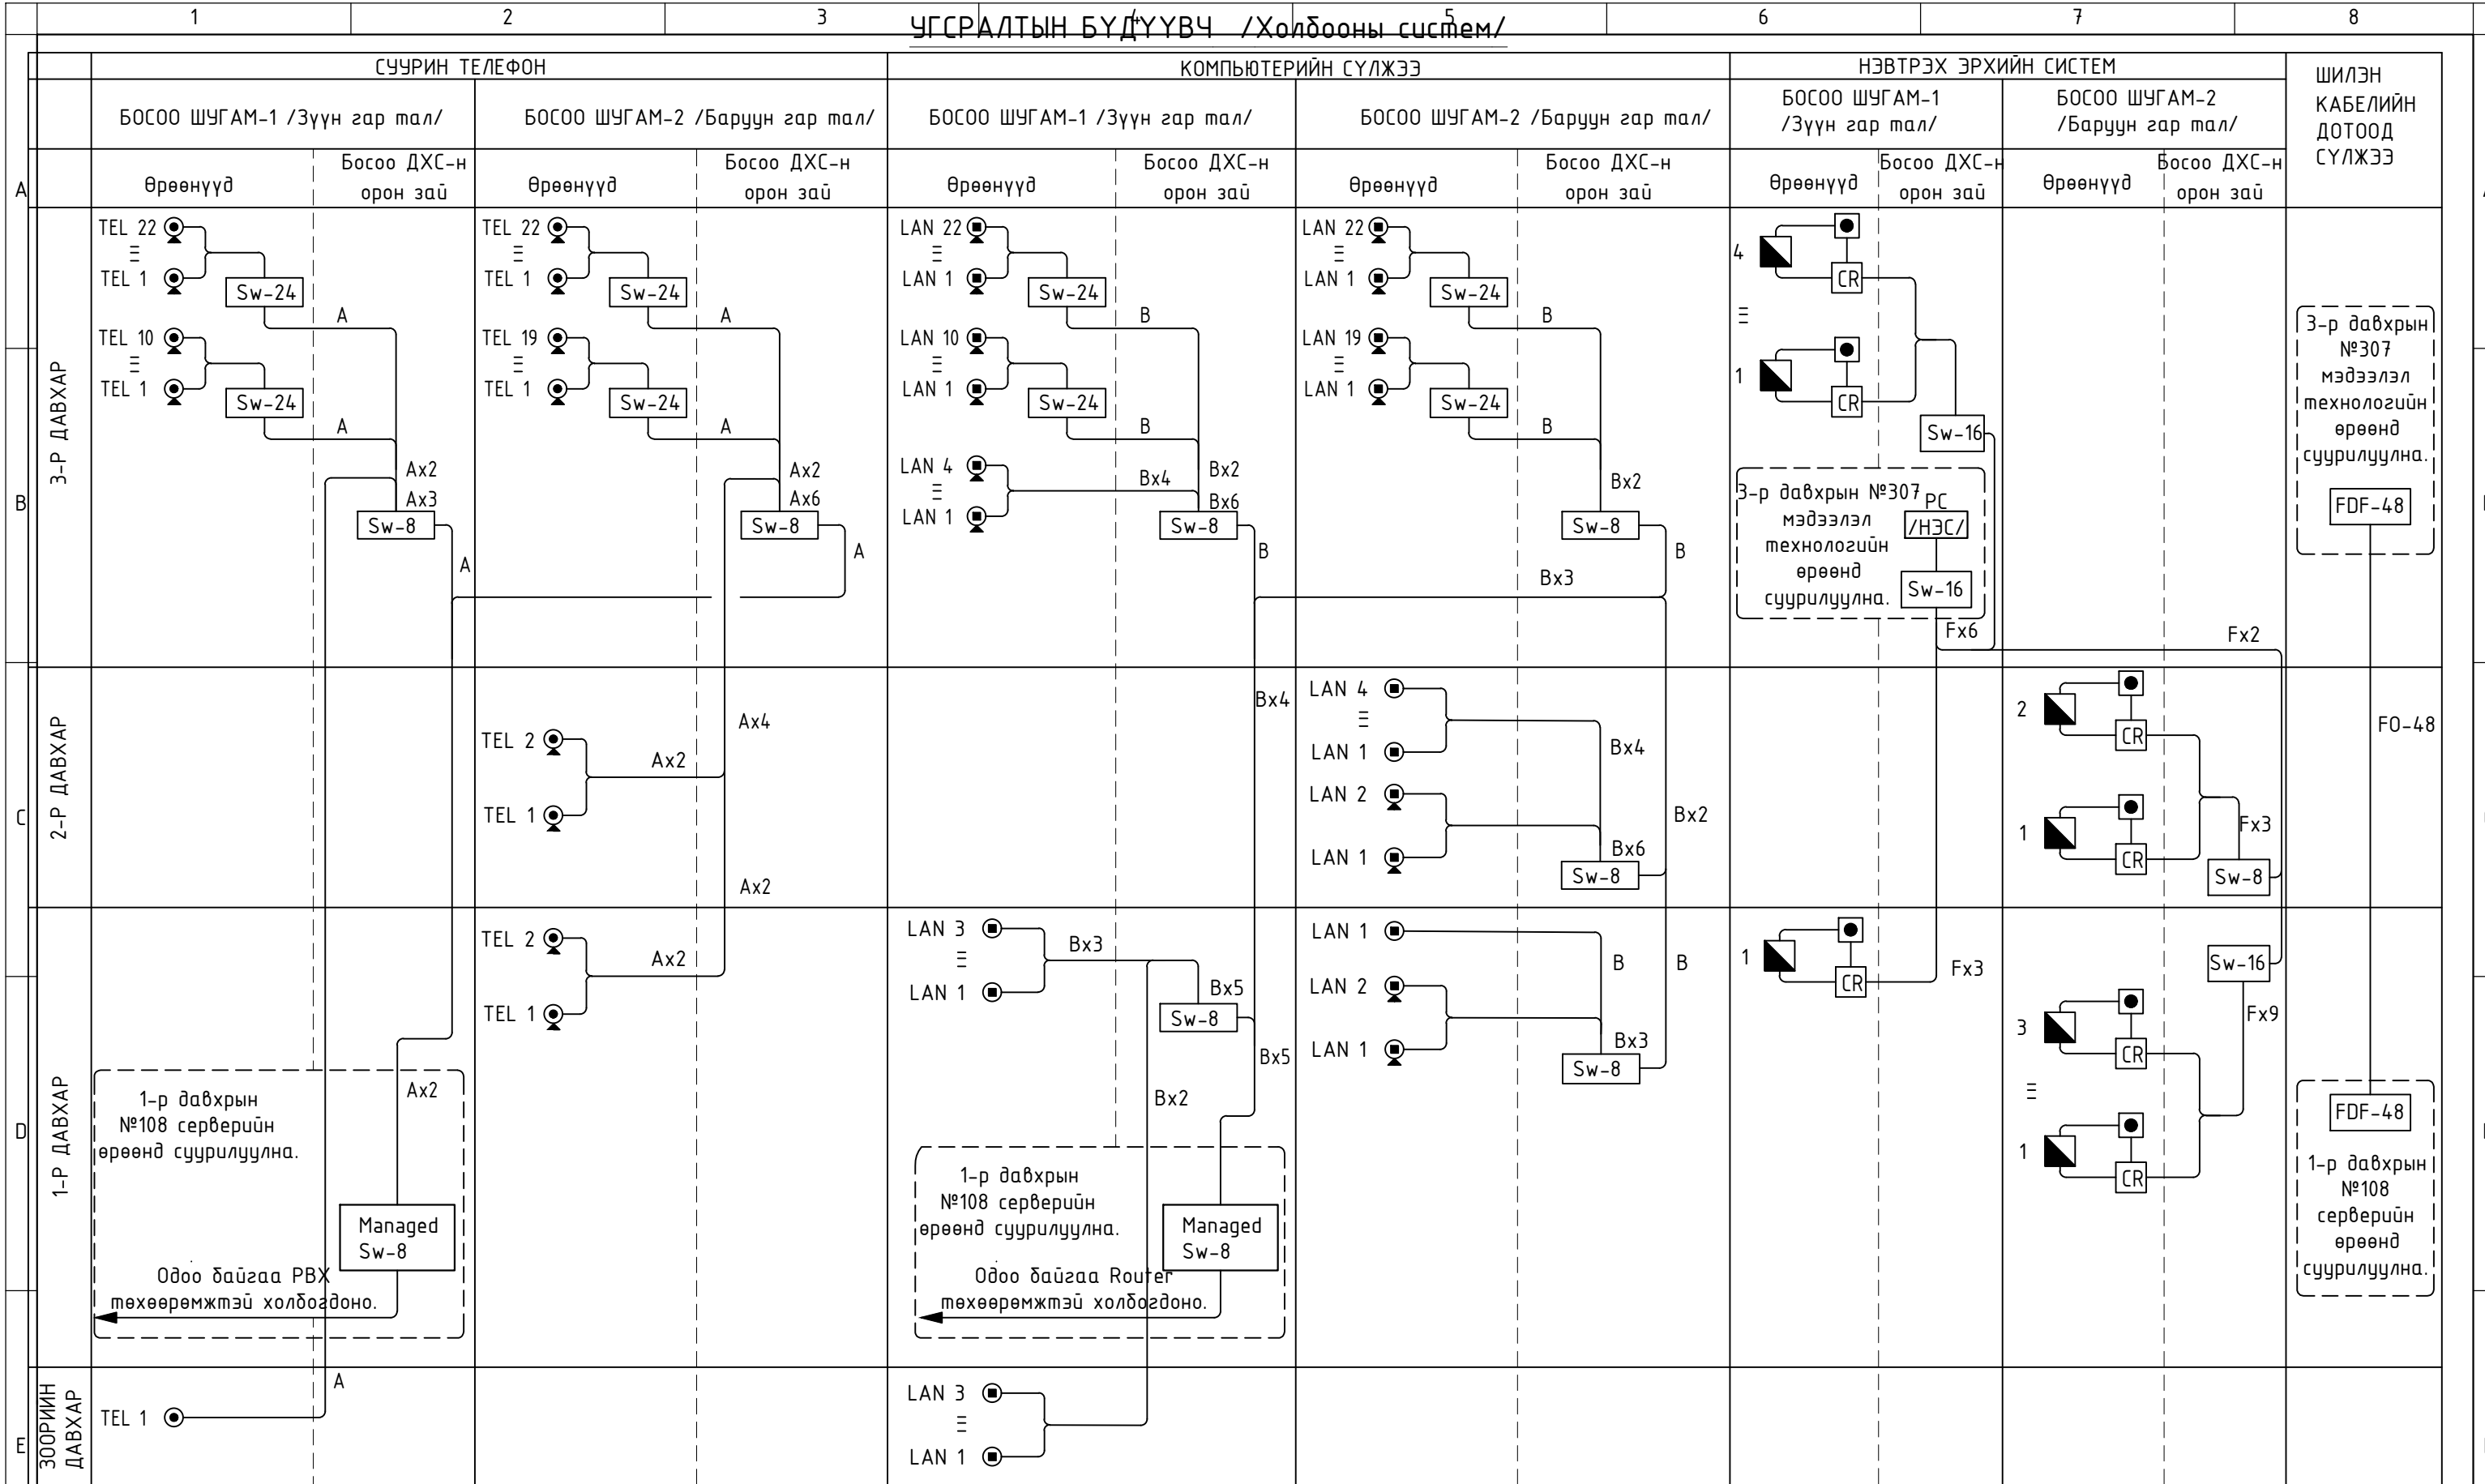 1 2 3 4 5 6 7 8
УГСРАЛТЫН БҮДҮҮВЧ /Холбооны систем/
СУУРИН ТЕЛЕФОН
КОМПЬЮТЕРИЙН СҮЛЖЭЭ
НЭВТРЭХ ЭРХИЙН СИСТЕМ
ШИЛЭН
КАБЕЛИЙН
ДОТООД
СҮЛЖЭЭ
БОСОО ШУГАМ-1 /Зүүн гар тал/
БОСОО ШУГАМ-2 /Баруун гар тал/
БОСОО ШУГАМ-1 /Зүүн гар тал/
БОСОО ШУГАМ-2 /Баруун гар тал/
БОСОО ШУГАМ-1
/Зүүн гар тал/
БОСОО ШУГАМ-2
/Баруун гар тал/
Өрөөнүүд
Босоо ДХС-н
орон зай
Өрөөнүүд
Босоо ДХС-н
орон зай
Өрөөнүүд
Босоо ДХС-н
орон зай
Өрөөнүүд
Босоо ДХС-н
орон зай
Өрөөнүүд
Босоо ДХС-н
орон зай
Өрөөнүүд
Босоо ДХС-н
орон зай
A
B
C
D
E
3-Р ДАВХАР
TEL 22
TEL 1
Sw-24
A
TEL 10
TEL 1
Sw-24
A
Ax2
Ax3
Sw-8
A
TEL 22
TEL 1
Sw-24
A
TEL 19
TEL 1
Sw-24
A
Ax2
Ax6
Sw-8
A
LAN 22
LAN 1
Sw-24
B
LAN 10
LAN 1
Sw-24
B
LAN 4
LAN 1
Bx4
Bx2
Bx6
Sw-8
B
LAN 22
LAN 1
Sw-24
B
LAN 19
LAN 1
Sw-24
B
Bx2
Sw-8
B
Bx3
4
CR
1
CR
Sw-16
3-р давхрын №307
мэдээлэл
технологийн
өрөөнд
суурилуулна.
PC
/НЭС/
Sw-16
Fx6
Fx2
3-р давхрын
№307
мэдээлэл
технологийн
өрөөнд
суурилуулна.
FDF-48
2-Р ДАВХАР
TEL 2
TEL 1
Ax2
Ax4
Ax2
Bx4
LAN 4
LAN 1
Bx4
LAN 2
LAN 1
Bx6
Sw-8
Bx2
2
CR
1
CR
Fx3
Sw-8
FO-48
1-Р ДАВХАР
1-р давхрын
№108 серверийн
өрөөнд суурилуулна.
Ax2
Managed
Sw-8
Одоо байгаа PBX
төхөөрөмжтэй холбогдоно.
TEL 2
TEL 1
Ax2
LAN 3
LAN 1
Bx3
Bx5
Sw-8
Bx5
Bx2
1-р давхрын
№108 серверийн
өрөөнд суурилуулна.
Managed
Sw-8
Одоо байгаа Router
төхөөрөмжтэй холбогдоно.
LAN 1
B
B
LAN 2
LAN 1
Bx3
Sw-8
1
CR
Fx3
Sw-16
Fx9
3
CR
1
CR
FDF-48
1-р давхрын
№108
серверийн
өрөөнд
суурилуулна.
ЗООРИЙН
ДАВХАР
TEL 1
A
LAN 3
LAN 1